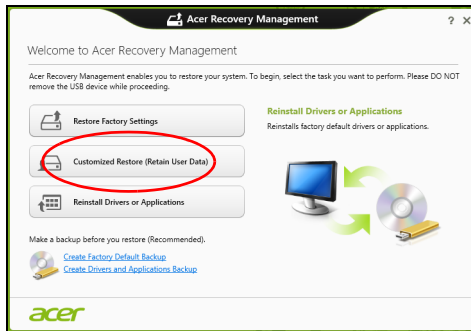 Acer Recovery Management
? X
Welcome to Acer Recovery Management
Acer Recovery Management enables you to restore your system. To begin, select the task you want to perform. Please DO NOT
remove the USB device while proceeding.
Restore Factory Settings
Customized Restore (Retain User Data)
Reinstall Drivers or Applications
Reinstall Drivers or Applications
Reinstalls factory default drivers or applications.
Make a backup before you restore (Recommended).
Create Factory Default Backup
Create Drivers and Applications Backup
acer